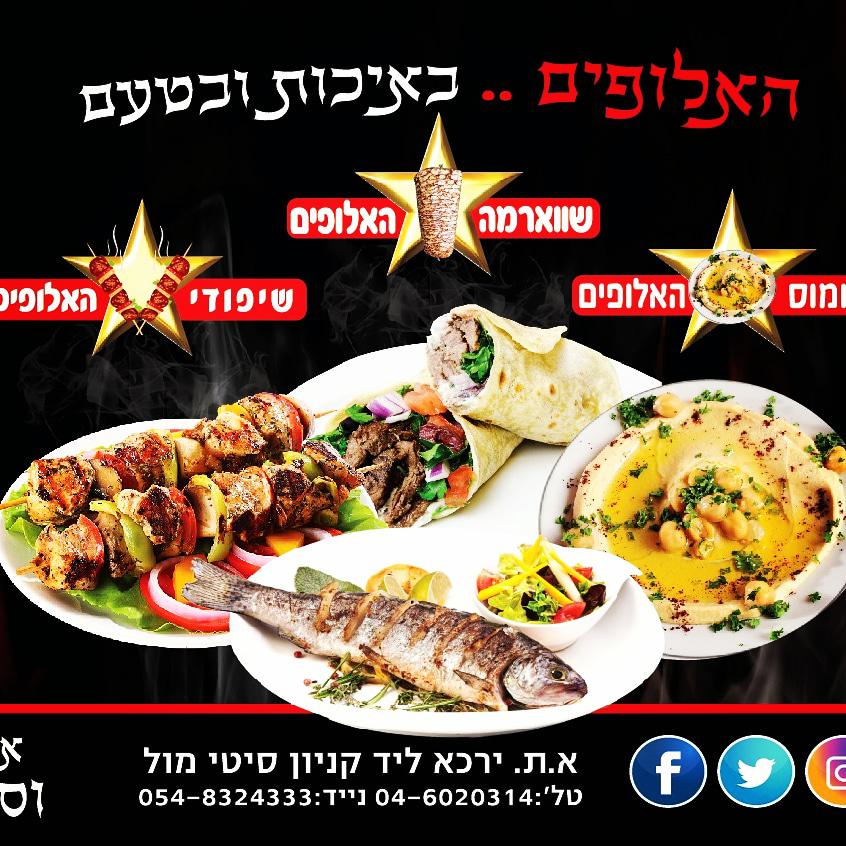 האלופים .. באיכות ובטעם
שווארמה האלופים
שיפודי האלופים
ומוס האלופים
א.ת. ירכא ליד קניון סיטי מול
טל':04-6020314 נייד:054-8324333